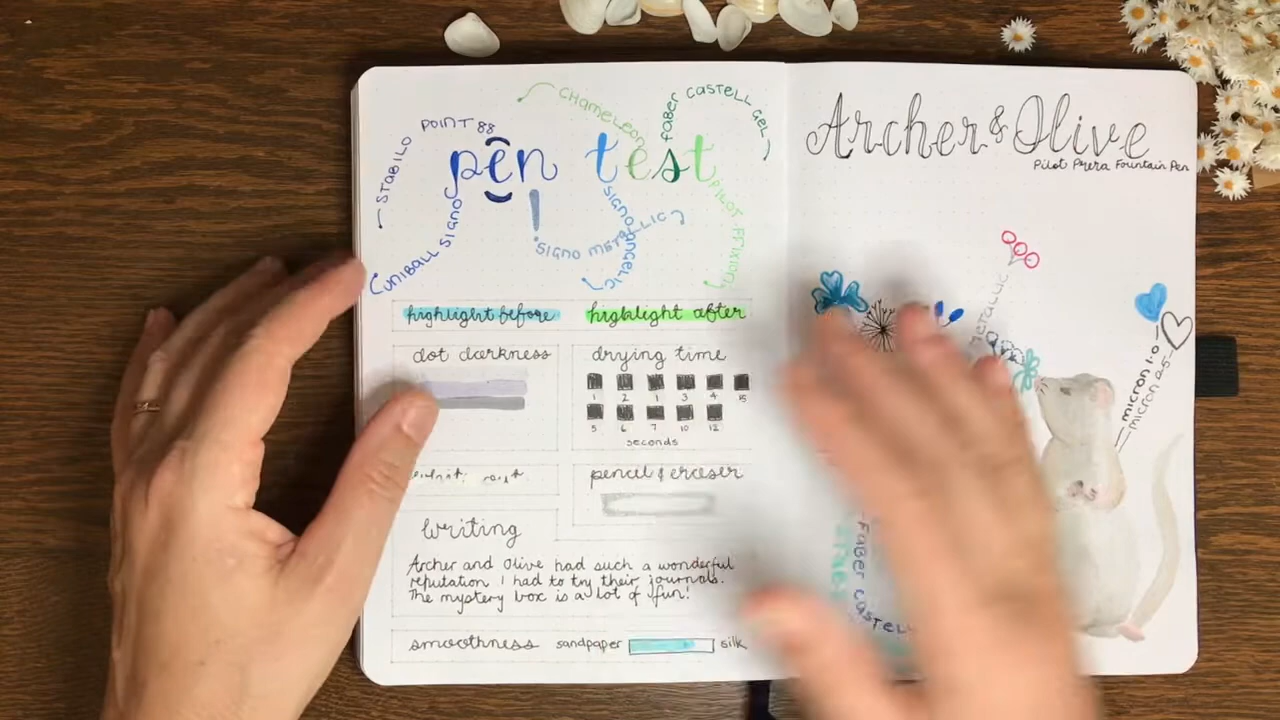 CHAMELEON
FABER CASTELL GEL
STABILO POINT 88
pen test!
UNIBALL SIGNO
SIGNO ANGELIC
SIGNO METALLIC
PILOT FRIXION
highlight before
highlight after
dot darkness
drying time
1 2 1 3 4 15
5 6 7 10 12
seconds
pencil & eraser
writing
Archer and Olive had such a wonderful
reputation I had to try their journals.
The mystery box is a lot of fun!
smoothness sandpaper silk
Archer & Olive
Pilot Prera Fountain Pen
METALLIC
micron 1.0
micron 0.5
FABER CASTELL